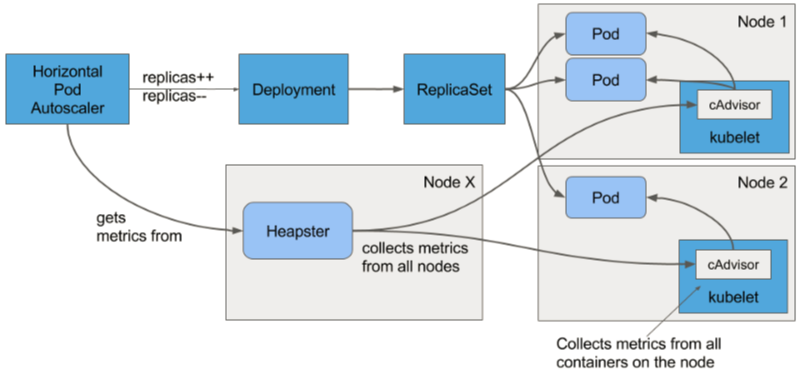 Horizontal
Pod
Autoscaler
replicas++
replicas--
Deployment
ReplicaSet
Node 1
Pod
Pod
cAdvisor
kubelet
gets
metrics from
Node X
Heapster
collects metrics
from all nodes
Node 2
Pod
cAdvisor
kubelet
Collects metrics from all
containers on the node